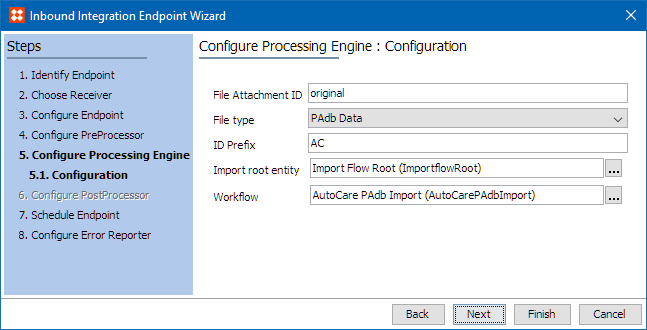 Inbound Integration Endpoint Wizard
Steps
1. Identify Endpoint
2. Choose Receiver
3. Configure Endpoint
4. Configure PreProcessor
5. Configure Processing Engine
5.1. Configuration
6. Configure PostProcessor
7. Schedule Endpoint
8. Configure Error Reporter
Configure Processing Engine : Configuration
File Attachment ID original
File type PAdb Data
ID Prefix AC
Import root entity Import Flow Root (ImportflowRoot) ...
Workflow AutoCare PAdb Import (AutoCarePAdbImport) ...
Back Next Finish Cancel